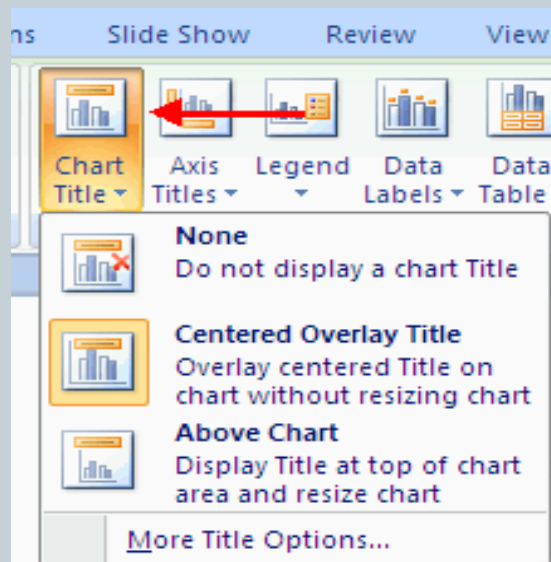 ns Slide Show Review View
Chart Axis Legend Data Data
Title Titles Labels Table
None
Do not display a chart Title
Centered Overlay Title
Overlay centered Title on
chart without resizing chart
Above Chart
Display Title at top of chart
area and resize chart
More Title Options...